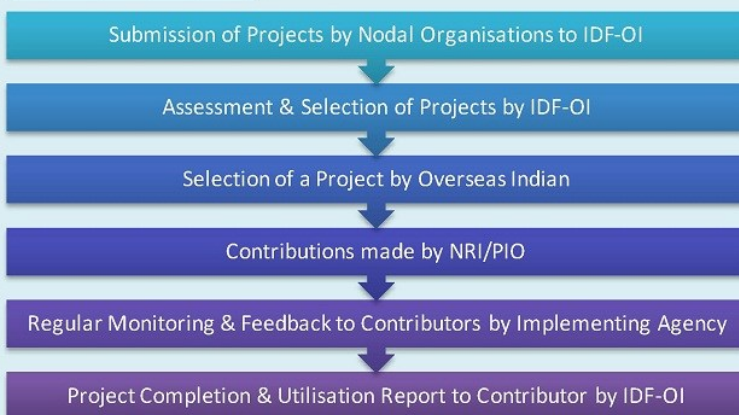 Submission of Projects by Nodal Organisations to IDF-OI
Assessment & Selection of Projects by IDF-OI
Selection of a Project by Overseas Indian
Contributions made by NRI/PIO
Regular Monitoring & Feedback to Contributors by Implementing Agency
Project Completion & Utilisation Report to Contributor by IDF-OI